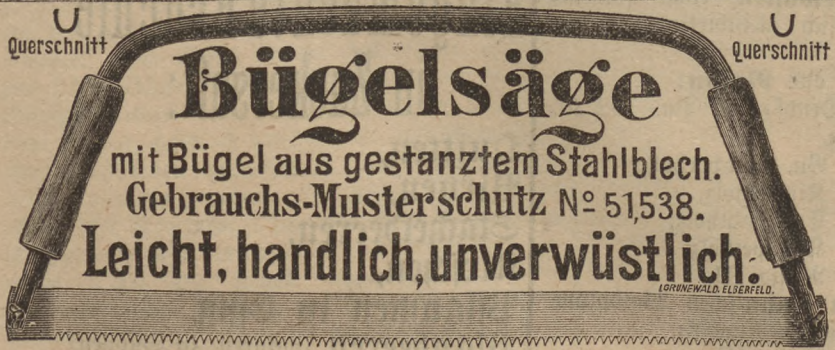 Querschnitt
Querschnitt
Bügelsäge
mit Bügel aus gestanztem Stahlblech.
Gebrauchs-Musterschutz Nº 51,538.
Leicht, handlich, unverwüstlich.
L.GRÜNEWALD. ELBERFELD.